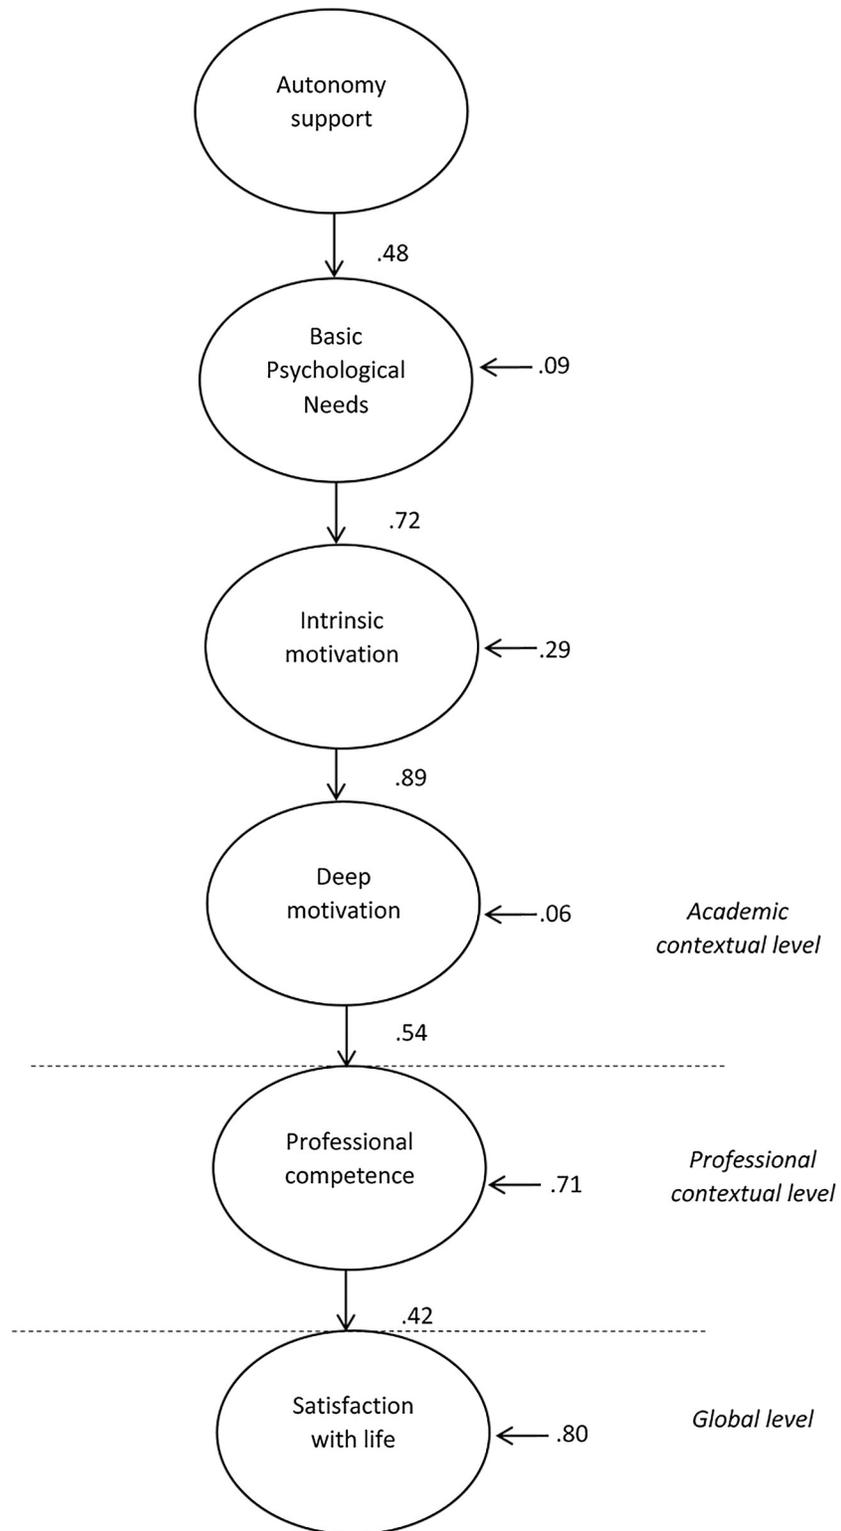 Autonomy
support
.48
Basic
Psychological
Needs
.09
.72
Intrinsic
motivation
.29
.89
Deep
motivation
.06
Academic
contextual level
.54
Professional
competence
.71
Professional
contextual level
.42
Satisfaction
with life
.80
Global level